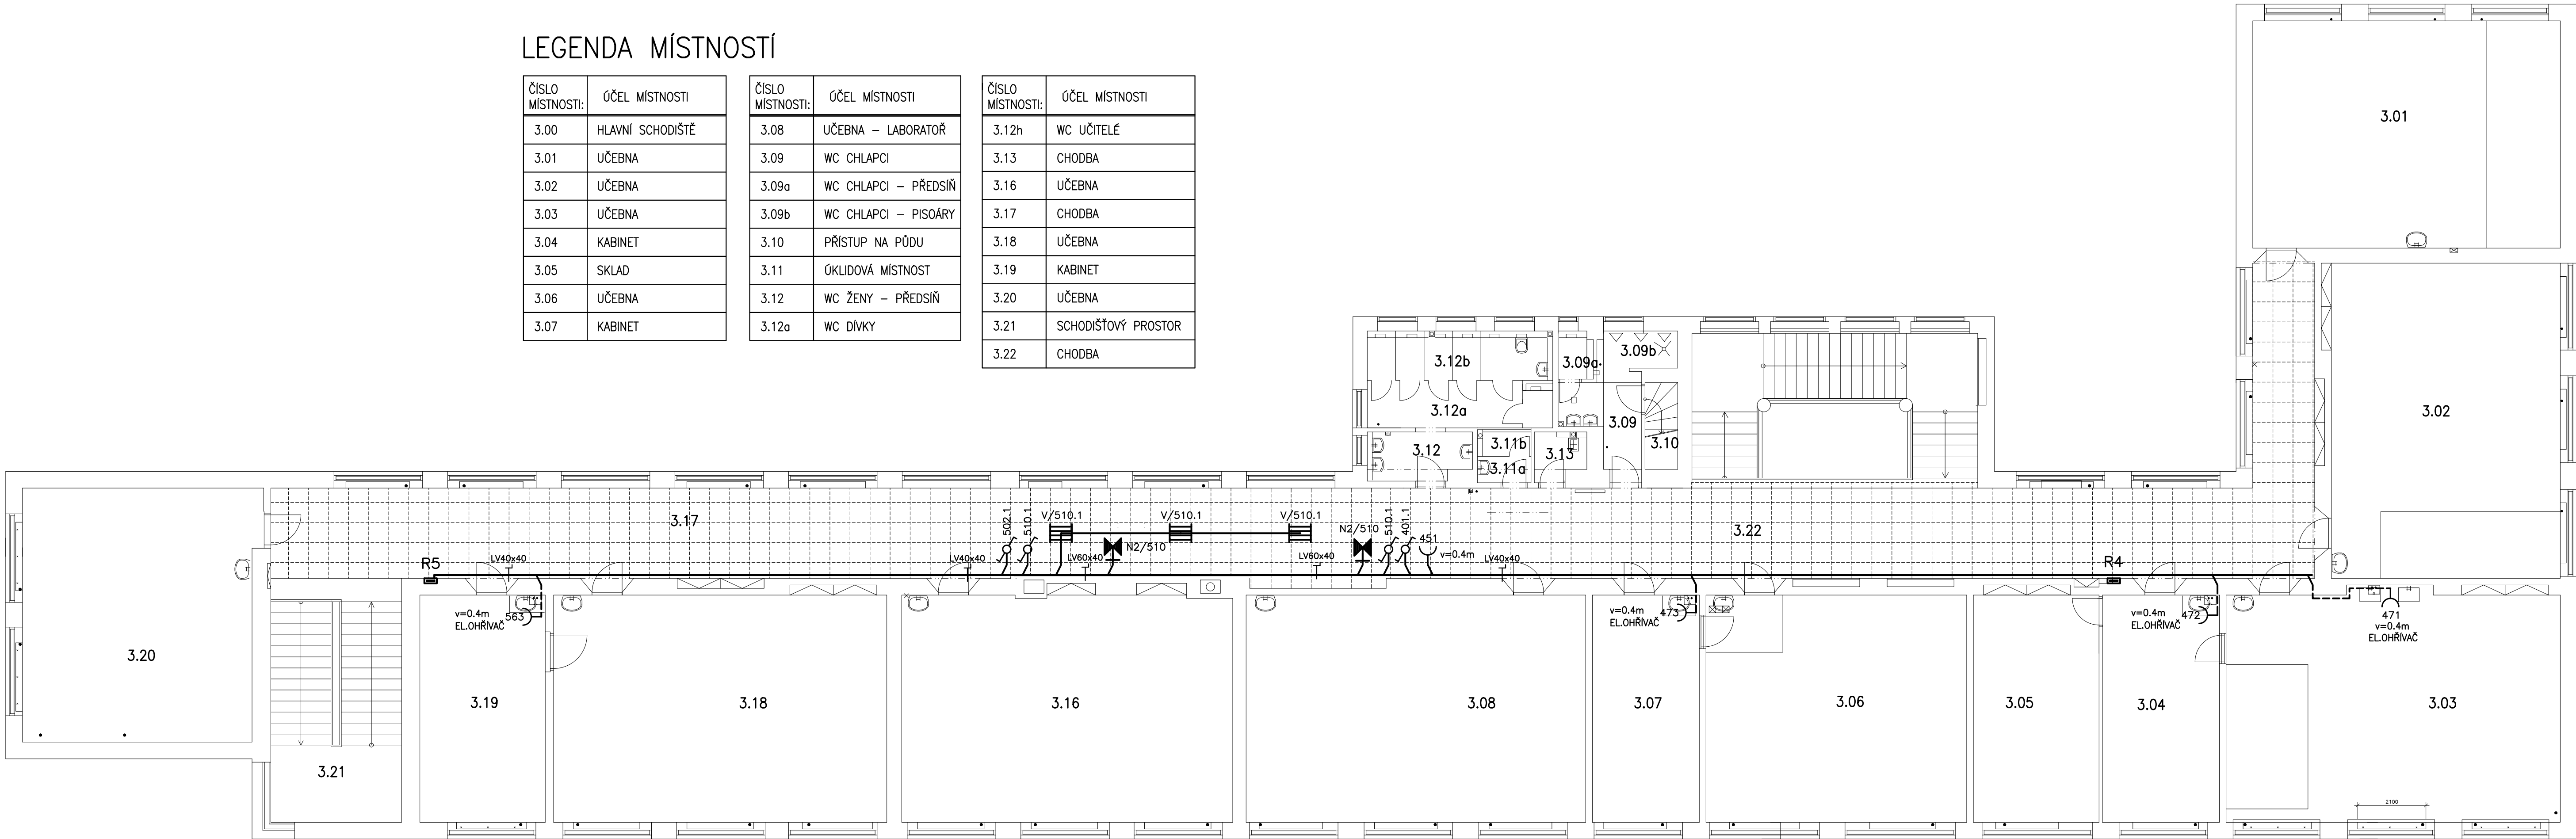 LEGENDA MÍSTNOSTÍ
ČÍSLO MÍSTNOSTI: ÚČEL MÍSTNOSTI
3.00 HLAVNÍ SCHODIŠTĚ
3.01 UČEBNA
3.02 UČEBNA
3.03 UČEBNA
3.04 KABINET
3.05 SKLAD
3.06 UČEBNA
3.07 KABINET
ČÍSLO MÍSTNOSTI: ÚČEL MÍSTNOSTI
3.08 UČEBNA – LABORATOŘ
3.09 WC CHLAPCI
3.09a WC CHLAPCI – PŘEDSÍŇ
3.09b WC CHLAPCI – PISOÁRY
3.10 PŘÍSTUP NA PŮDU
3.11 ÚKLIDOVÁ MÍSTNOST
3.12 WC ŽENY – PŘEDSÍŇ
3.12a WC DÍVKY
ČÍSLO MÍSTNOSTI: ÚČEL MÍSTNOSTI
3.12h WC UČITELÉ
3.13 CHODBA
3.16 UČEBNA
3.17 CHODBA
3.18 UČEBNA
3.19 KABINET
3.20 UČEBNA
3.21 SCHODIŠŤOVÝ PROSTOR
3.22 CHODBA
3.01
3.02
3.12b
3.09a
3.09b
3.12a
3.09
3.10
3.12
3.11b
3.11a
3.13
3.17
502.1
510.1
V/510.1
V/510.1
V/510.1
N2/510
N2/510
510.1
401.1
451
v=0.4m
3.22
R5
LV40x40
LV40x40
LV60x40
LV60x40
LV40x40
R4
v=0.4m
EL.OHŘÍVAČ
563
v=0.4m
EL.OHŘÍVAČ
473
v=0.4m
EL.OHŘÍVAČ
472
471
v=0.4m
EL.OHŘÍVAČ
3.20
3.21
3.19
3.18
3.16
3.08
3.07
3.06
3.05
3.04
3.03
2100